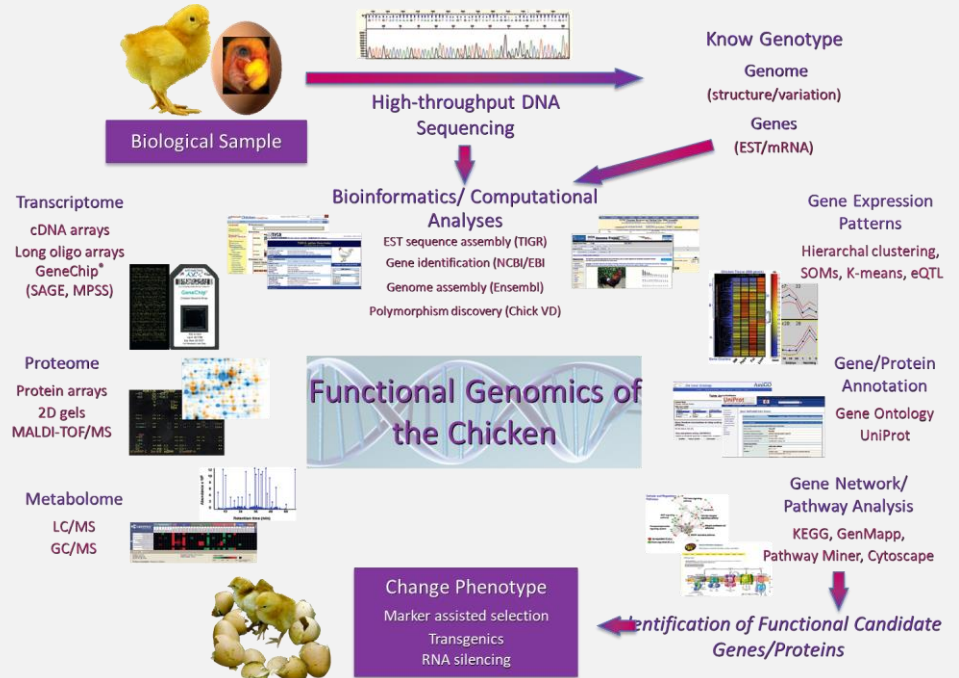 Biological Sample
High-throughput DNA
Sequencing
Know Genotype
Genome
(structure/variation)
Genes
(EST/mRNA)
Bioinformatics/ Computational
Analyses
EST sequence assembly (TIGR)
Gene identification (NCBI/EBI
Genome assembly (Ensembl)
Polymorphism discovery (Chick VD)
Transcriptome
cDNA arrays
Long oligo arrays
GeneChip®
(SAGE, MPSS)
GeneChip
Gene Expression
Patterns
Hierarchal clustering,
SOMs, K-means, eQTL
Proteome
Protein arrays
2D gels
MALDI-TOF/MS
Functional Genomics of
the Chicken
Gene/Protein
Annotation
Gene Ontology
UniProt
UniProt
Metabolome
LC/MS
GC/MS
Gene Network/
Pathway Analysis
KEGG, GenMapp,
Pathway Miner, Cytoscape
Change Phenotype
Marker assisted selection
Transgenics
RNA silencing
entification of Functional Candidate
Genes/Proteins